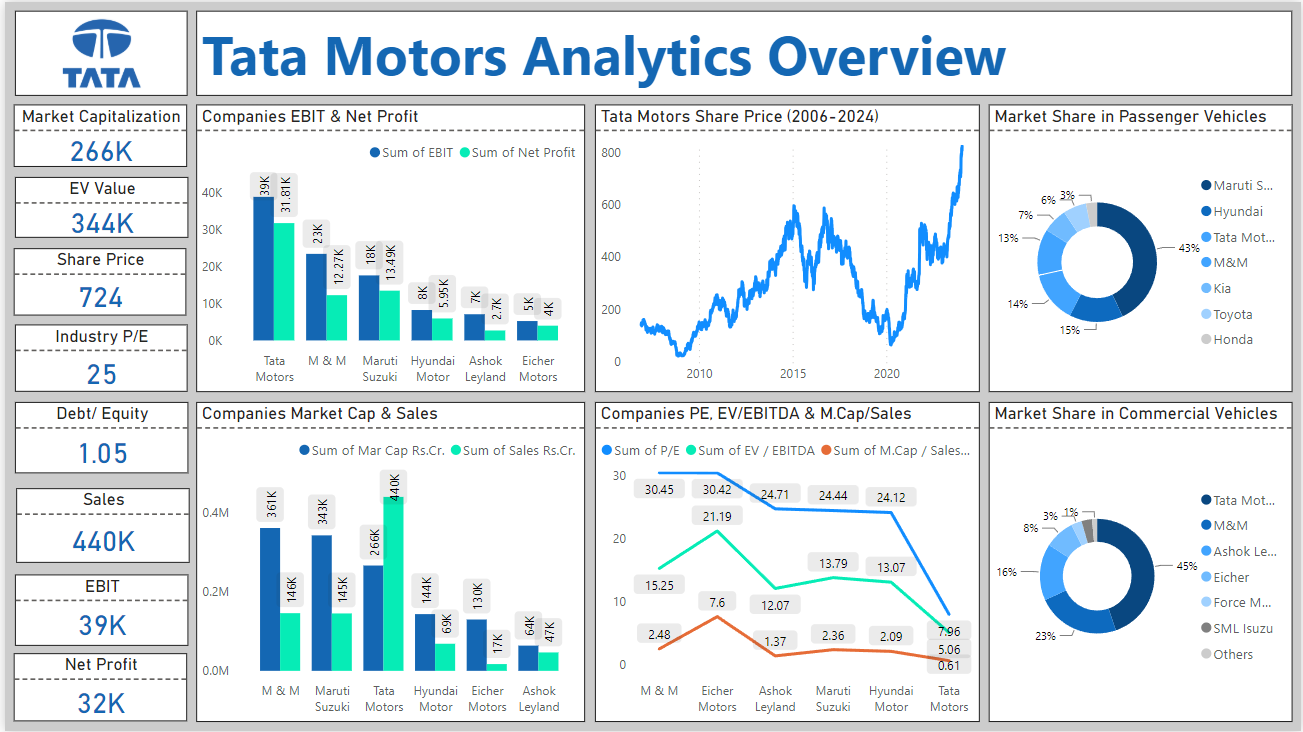 TATA
Tata Motors Analytics Overview
Market Capitalization
266K
EV Value
344K
Share Price
724
Industry P/E
25
Debt/ Equity
1.05
Sales
440K
EBIT
39K
Net Profit
32K
Companies EBIT & Net Profit
Sum of EBIT Sum of Net Profit
40K
30K
20K
10K
0K
39K 31.81K 23K 12.27K 18K 13.49K 8K 5.95K 7K 2.7K 5K 4K
Tata M & M Maruti Hyundai Ashok Eicher
Motors Suzuki Motor Leyland Motors
Tata Motors Share Price (2006-2024)
800
600
400
200
0
2010 2015 2020
Market Share in Passenger Vehicles
43%
15%
14%
13%
7%
6%
3%
Maruti S...
Hyundai
Tata Mot...
M&M
Kia
Toyota
Honda
Companies Market Cap & Sales
Sum of Mar Cap Rs.Cr. Sum of Sales Rs.Cr.
0.4M
0.2M
0.0M
361K 146K 343K 145K 266K 440K 144K 69K 130K 17K 64K 47K
M & M Maruti Tata Hyundai Eicher Ashok
Suzuki Motors Motor Motors Leyland
Companies PE, EV/EBITDA & M.Cap/Sales
Sum of P/E Sum of EV / EBITDA Sum of M.Cap / Sales...
30
20
10
0
30.45 30.42 24.71 24.44 24.12 7.96
15.25 21.19 12.07 13.79 13.07 5.06
2.48 7.6 1.37 2.36 2.09 0.61
M & M Eicher Ashok Maruti Hyundai Tata
Motors Leyland Suzuki Motor Motors
Market Share in Commercial Vehicles
45%
23%
16%
8%
3%
1%
Tata Mot...
M&M
Ashok Le...
Eicher
Force M...
SML Isuzu
Others